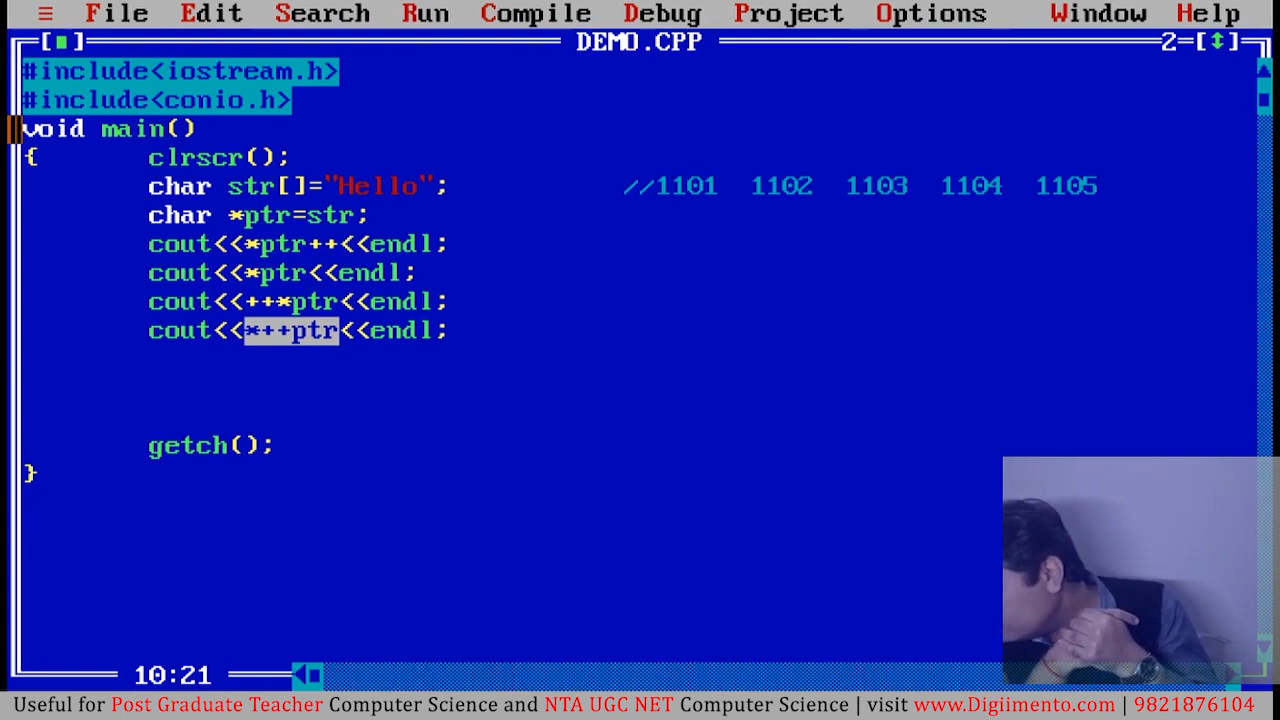 ≡ File Edit Search Run Compile Debug Project Options Window Help
[■] DEMO.CPP 2=[↕]
#include<iostream.h>
#include<conio.h>
void main()
{ clrscr();
char str[]="Hello"; //1101 1102 1103 1104 1105
char *ptr=str;
cout<<*ptr++<<endl;
cout<<*ptr<<endl;
cout<<++*ptr<<endl;
cout<<*++ptr<<endl;
getch();
}
10:21
Useful for Post Graduate Teacher Computer Science and NTA UGC NET Computer Science | visit www.Digiimento.com | 9821876104